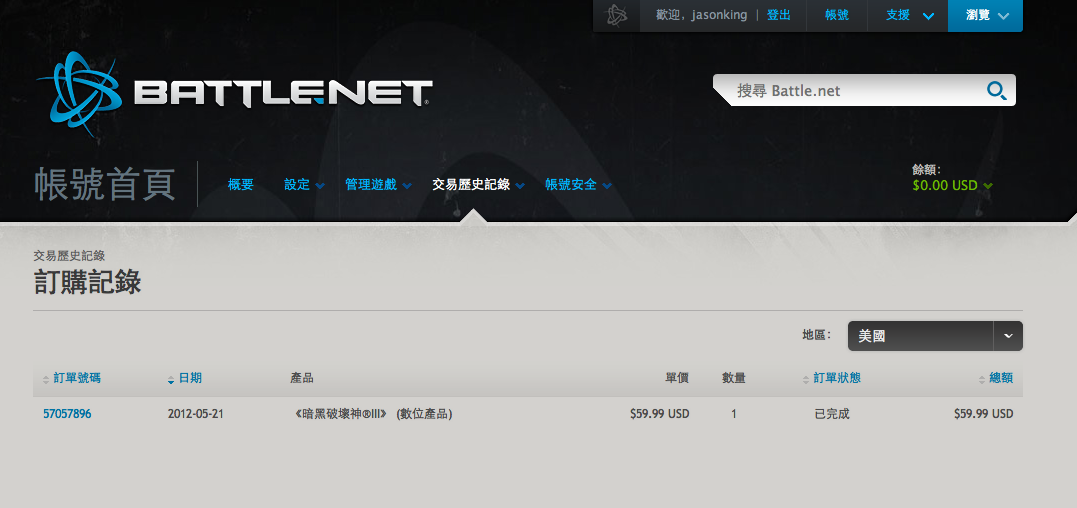 歡迎, jasonking | 登出 帳號 支援 瀏覽
BATTLE.NET®
搜尋 Battle.net
帳號首頁 概要 設定 管理遊戲 交易歷史記錄 帳號安全
餘額:
$0.00 USD
交易歷史記錄
訂購記錄
地區: 美國
訂單號碼 日期 產品 單價 數量 訂單狀態 總額
57057896 2012-05-21 《暗黑破壞神®III》 (數位產品) $59.99 USD 1 已完成 $59.99 USD